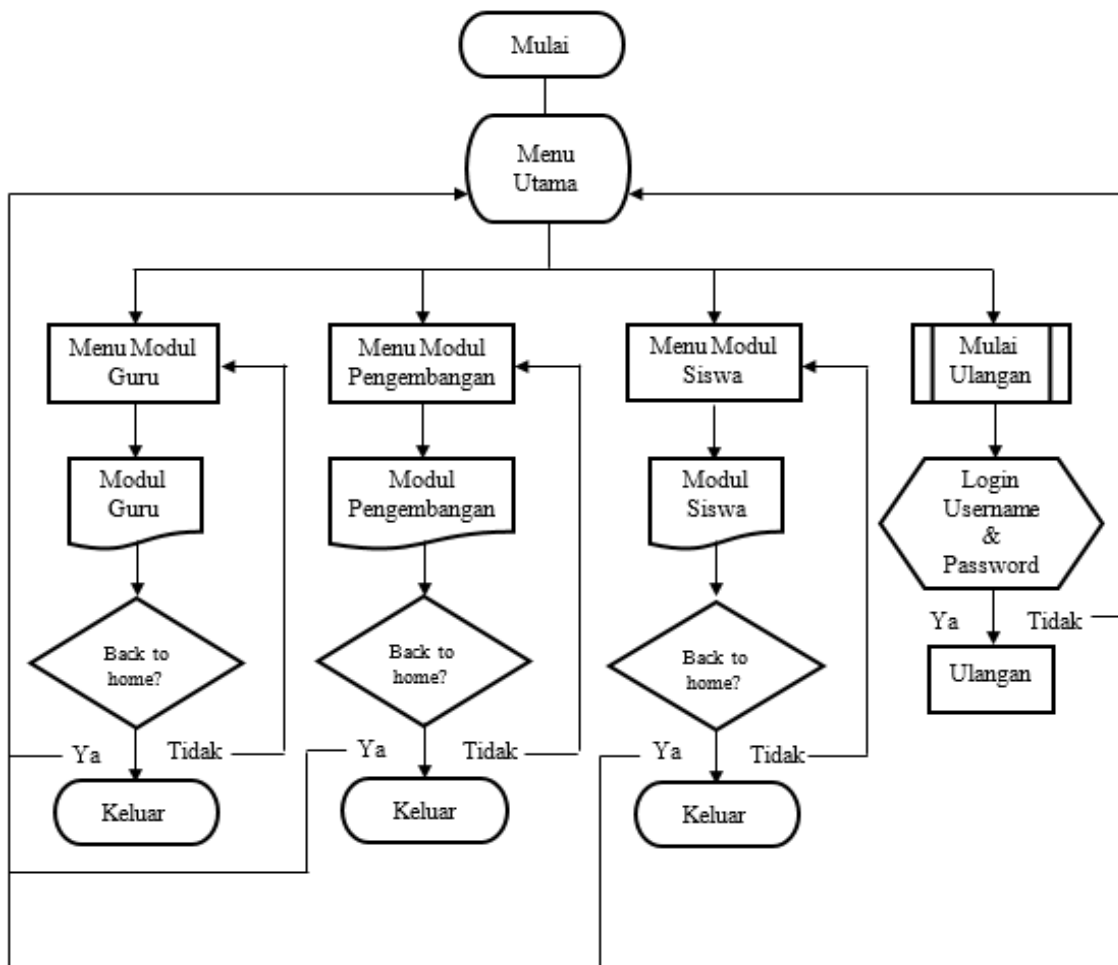 Mulai
Menu
Utama
Menu Modul
Guru
Menu Modul
Pengembangan
Menu Modul
Siswa
Mulai
Ulangan
Modul
Guru
Modul
Pengembangan
Modul
Siswa
Login
Username
&
Password
Back to
home?
Back to
home?
Back to
home?
Ya
Tidak
Ulangan
Ya
Tidak
Ya
Tidak
Ya
Tidak
Keluar
Keluar
Keluar